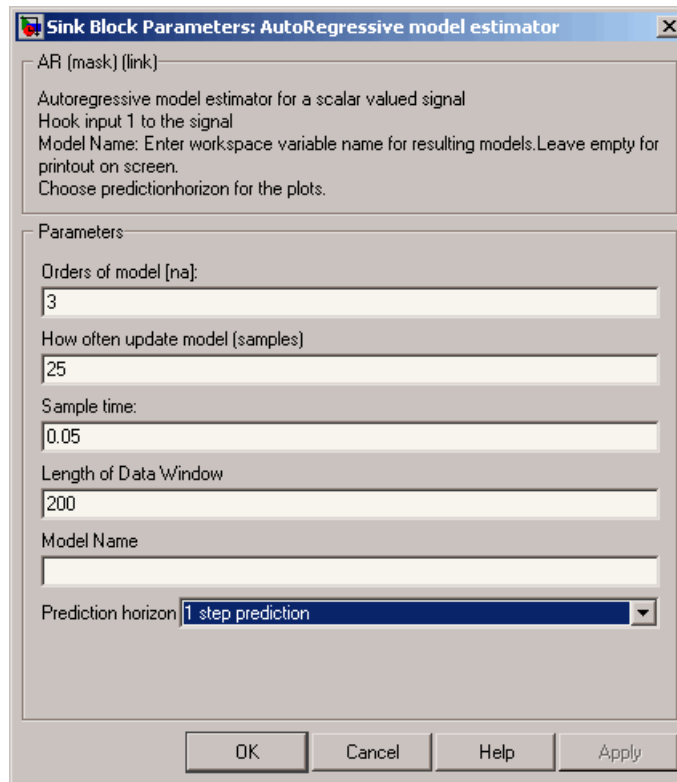 Sink Block Parameters: AutoRegressive model estimator
AR (mask) (link)
Autoregressive model estimator for a scalar valued signal
Hook input 1 to the signal
Model Name: Enter workspace variable name for resulting models.Leave empty for
printout on screen.
Choose predictionhorizon for the plots.
Parameters
Orders of model [na]:
3
How often update model (samples)
25
Sample time:
0.05
Length of Data Window
200
Model Name
Prediction horizon 1 step prediction
OK Cancel Help Apply